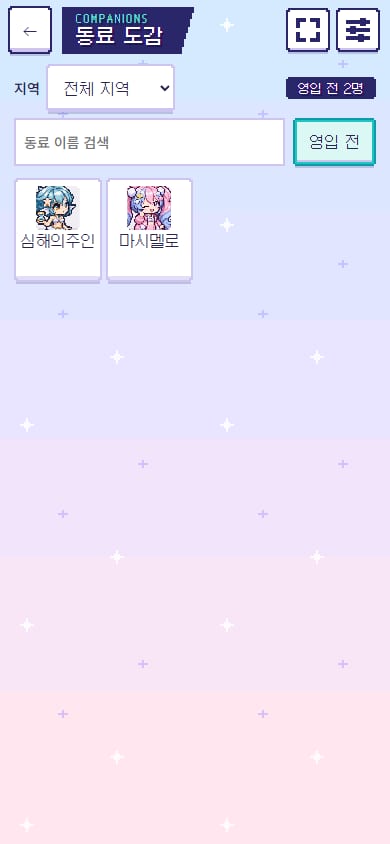 ←
COMPANIONS
동료 도감
지역
전체 지역
영입 전 2명
동료 이름 검색
영입 전
심해의주인
마시멜로